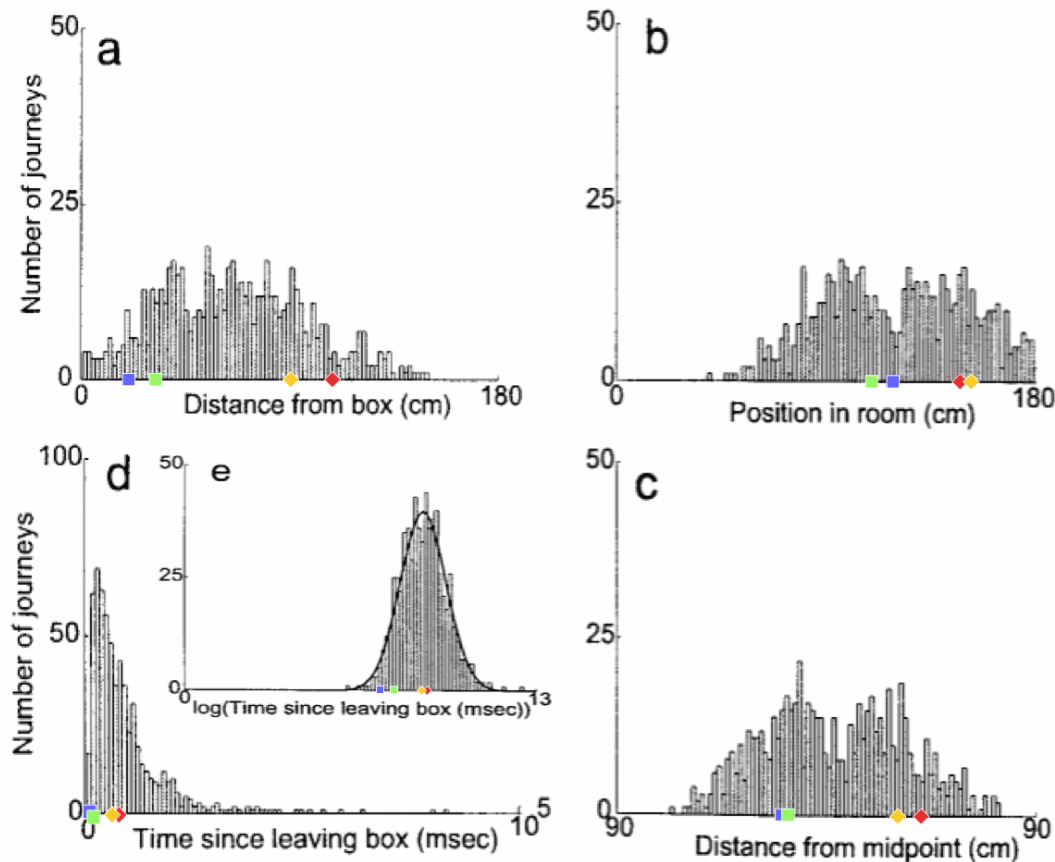 50
a
25
0
180
Number of journeys
Distance from box (cm)
50
b
25
0
0
180
Position in room (cm)
100
d
50
0
0
10
5
Number of journeys
Time since leaving box (msec)
50
e
25
0
0
13
log(Time since leaving box (msec))
50
c
25
0
90
90
Distance from midpoint (cm)